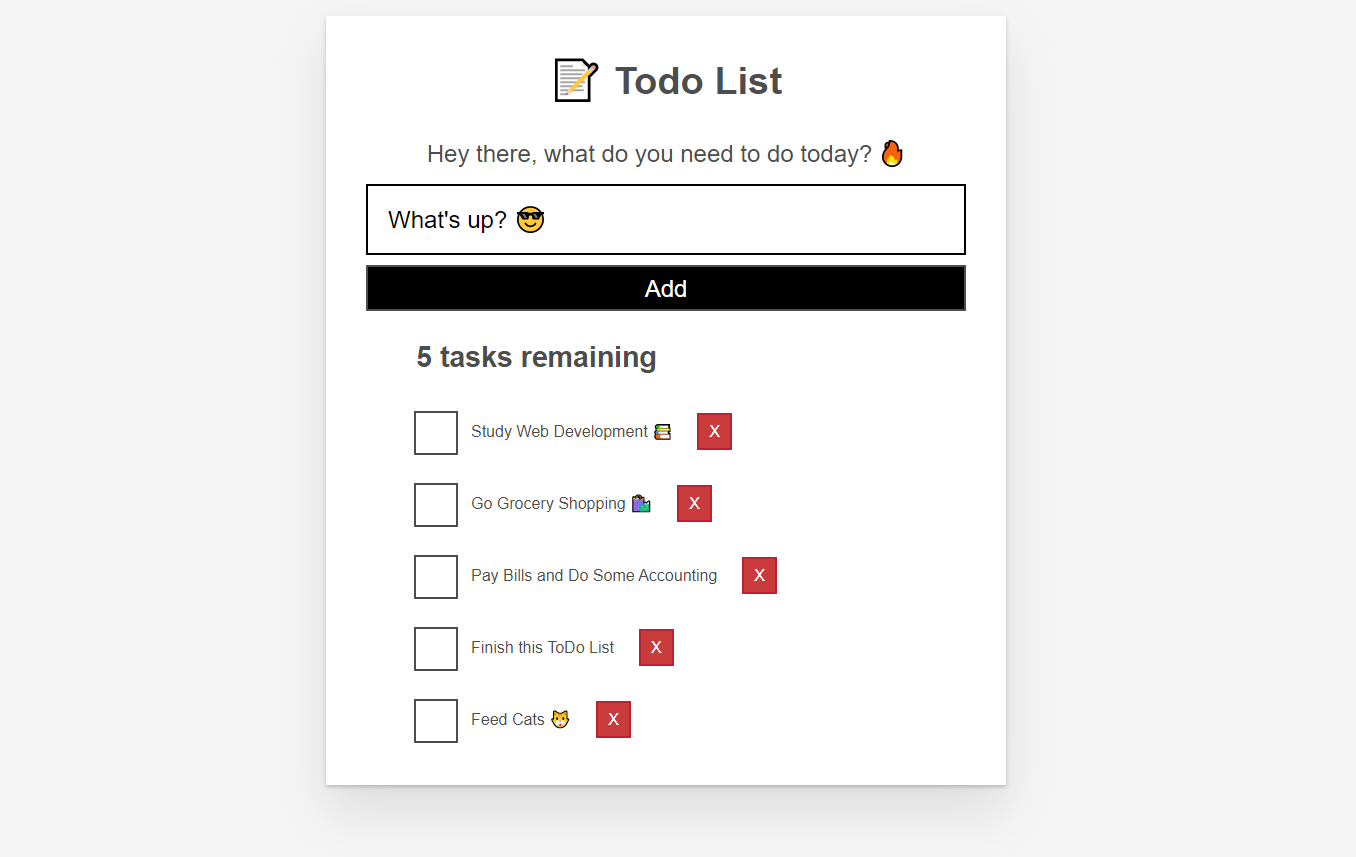 📝 Todo List
Hey there, what do you need to do today? 🔥
What's up? 😎
Add
5 tasks remaining
Study Web Development 📚 X
Go Grocery Shopping 🛍️ X
Pay Bills and Do Some Accounting X
Finish this ToDo List X
Feed Cats 🐱 X